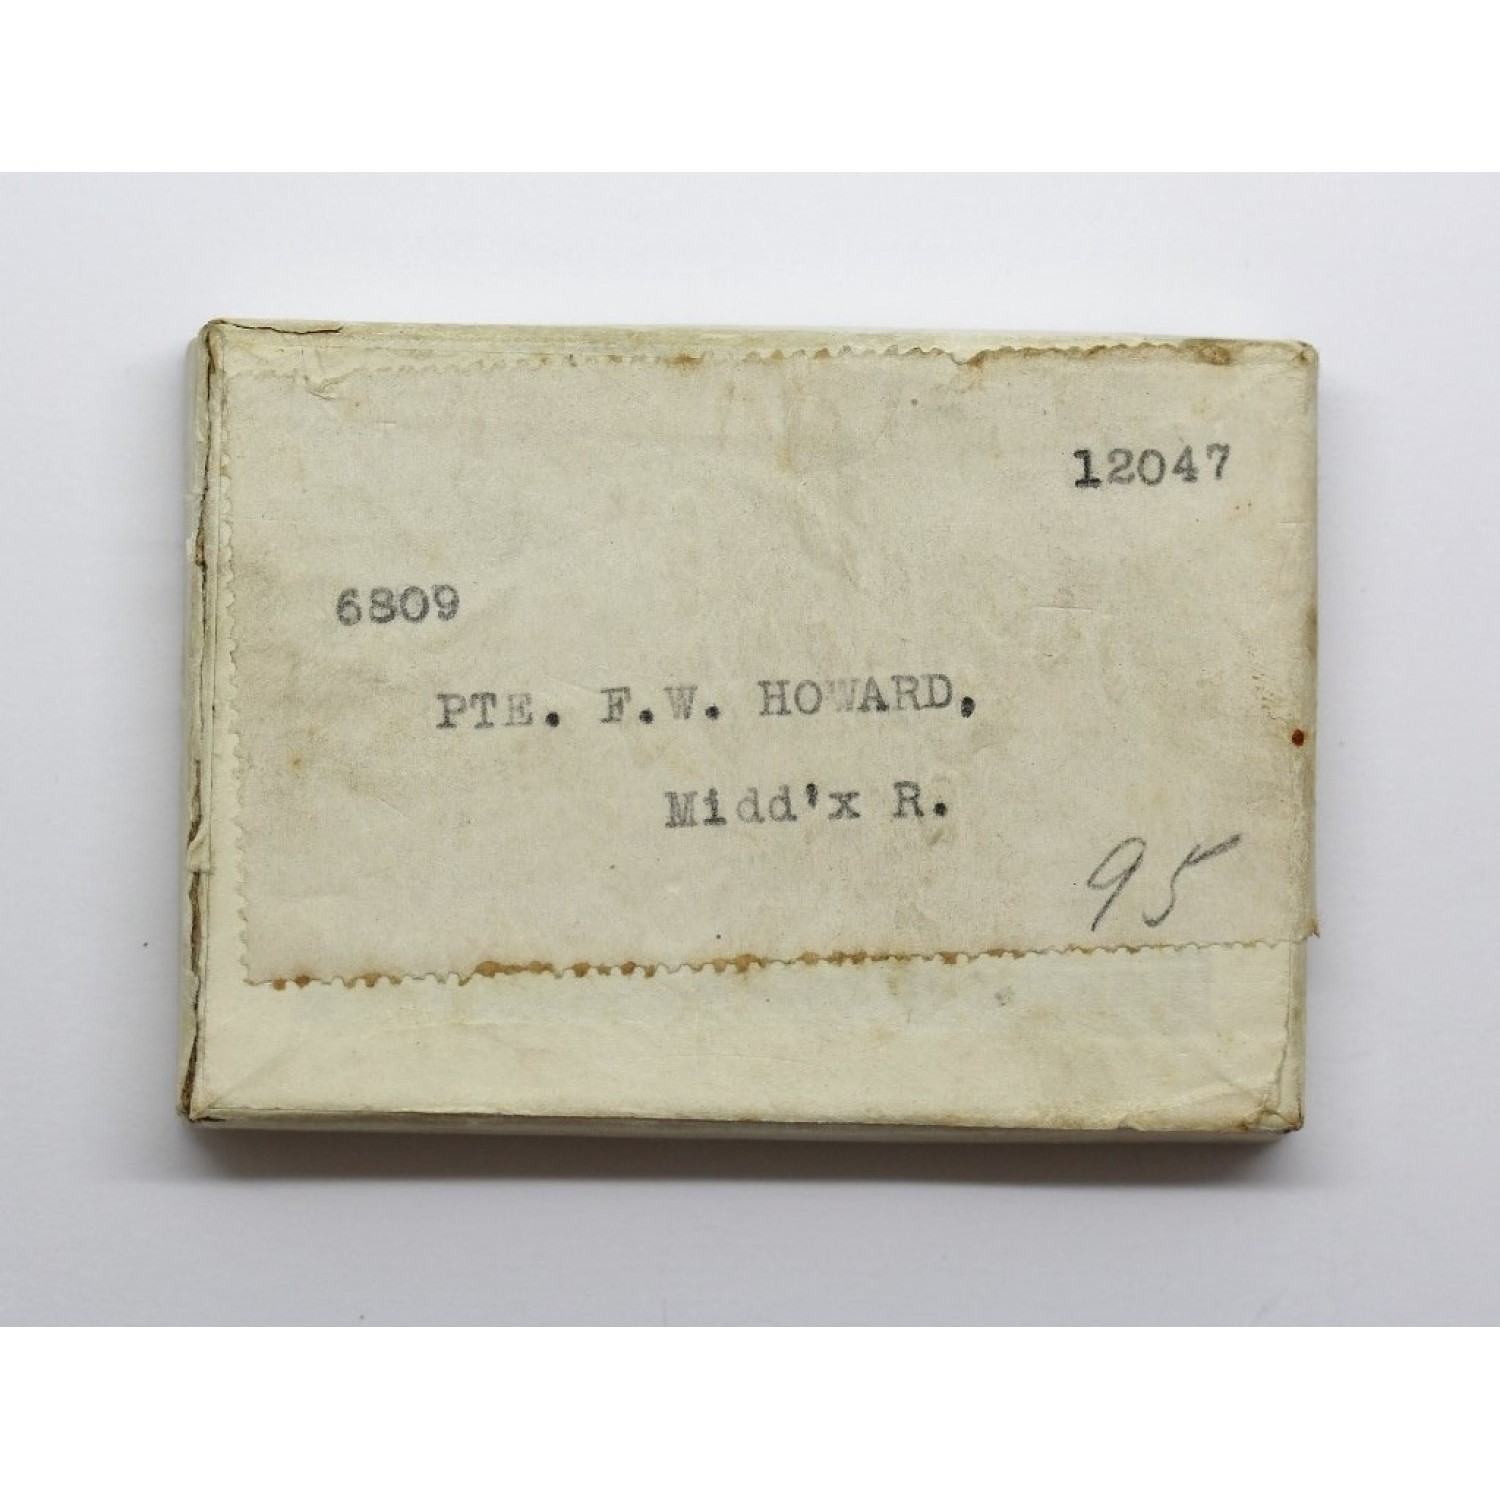 12047
6809
PTE. F.W. HOWARD,
Midd'x R.
95